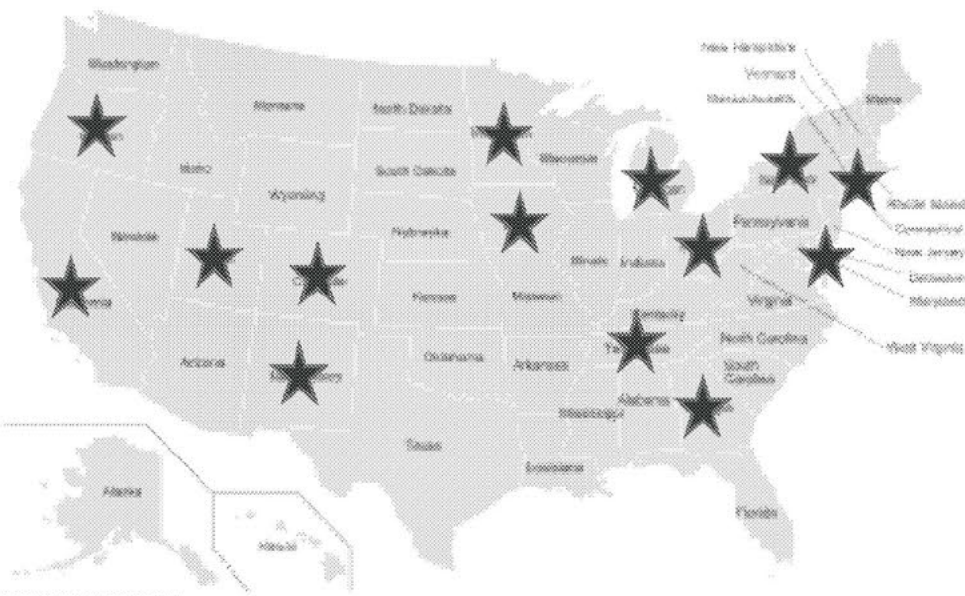 New Hampshire
Vermont
Massachusetts
Washington
Montana
North Dakota
Maine
Idaho
Wisconsin
South Dakota
Wyoming
Rhode Island
Pennsylvania
Connecticut
Nevada
Nebraska
New Jersey
Illinois
Indiana
Delaware
Kansas
Missouri
Virginia
Maryland
Kentucky
North Carolina
West Virginia
Arizona
Oklahoma
Arkansas
South
Carolina
Alabama
Mississippi
Texas
Louisiana
Alaska
Florida
Hawaii